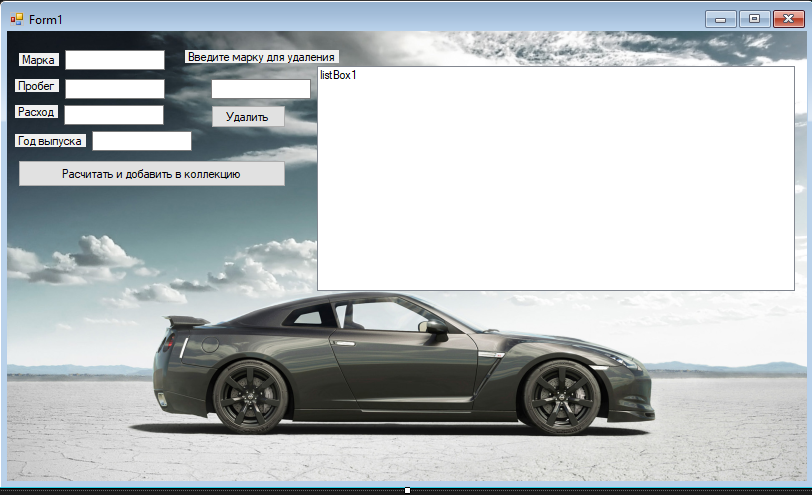 Form1
Марка
Введите марку для удаления
listBox1
Пробег
Расход
Удалить
Год выпуска
Расчитать и добавить в коллекцию